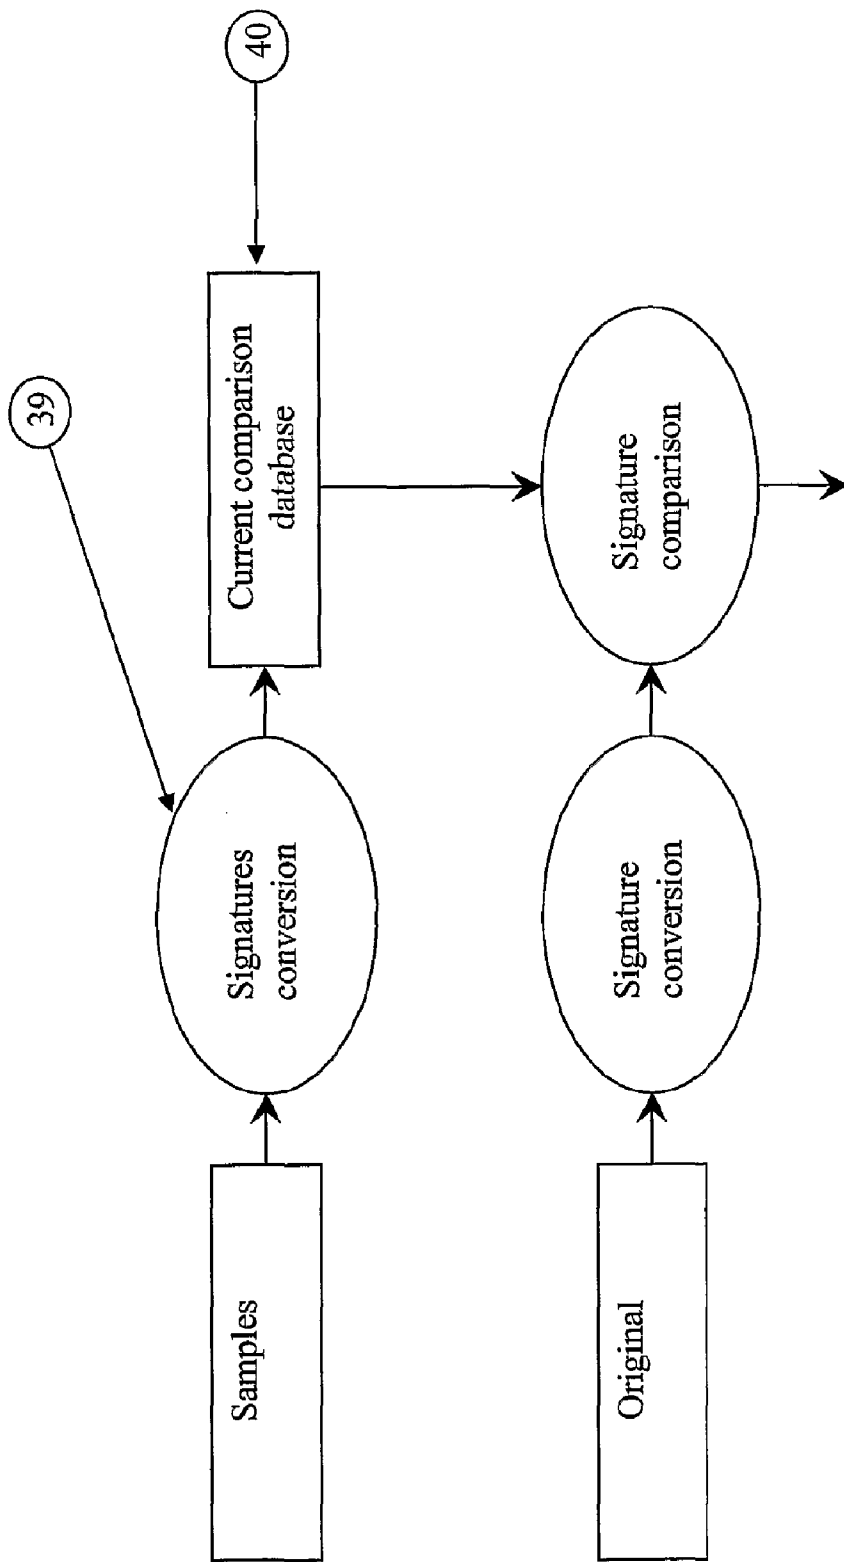 39
40
Samples
Signatures
conversion
Current comparison
database
Original
Signature
conversion
Signature
comparison